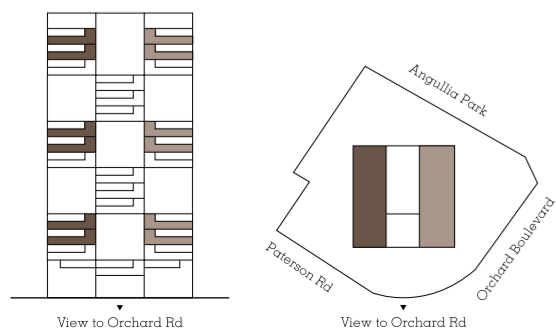 View to Orchard Rd
Angullia Park
Orchard Boulevard
Paterson Rd
View to Orchard Rd